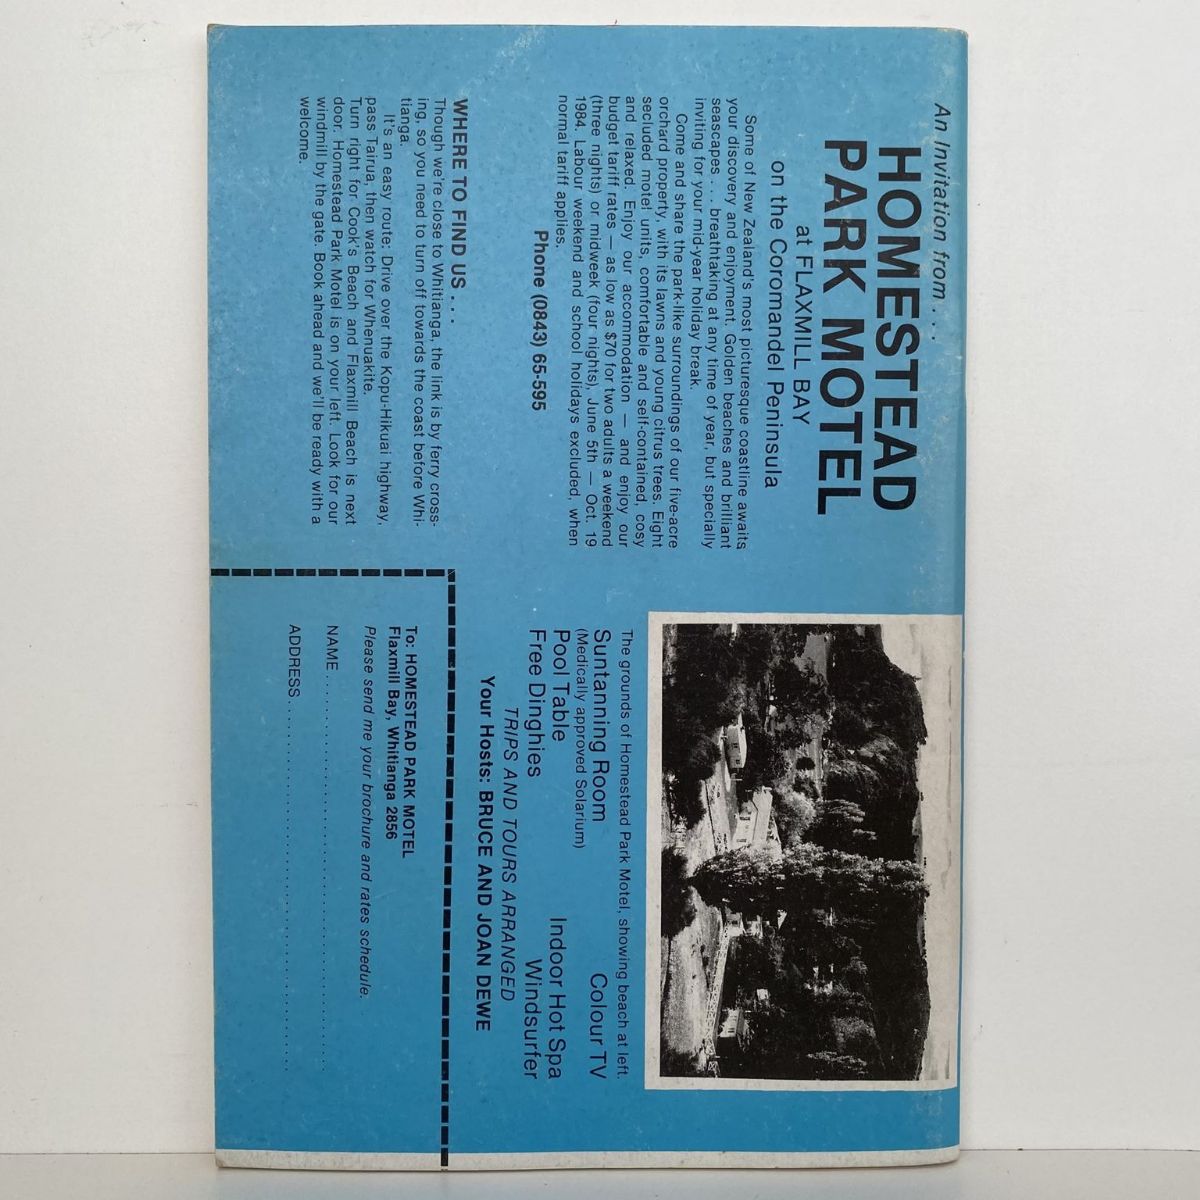 An Invitation from . . .
HOMESTEAD
PARK MOTEL
at FLAXMILL BAY
on the Coromandel Peninsula
Some of New Zealand's most picturesque coastline awaits
your discovery and enjoyment. Golden beaches and brilliant
seascapes . . . breathtaking at any time of year, but specially
inviting for your mid-year holiday break.
Come and share the park-like surroundings of our five-acre
orchard property, with its lawns and young citrus trees. Eight
secluded motel units, comfortable and self-contained, cosy
and relaxed. Enjoy our accommodation — and enjoy our
budget tariff rates — as low as $70 for two adults a weekend
(three nights) or midweek (four nights), June 5th — Oct. 19
1984. Labour weekend and school holidays excluded, when
normal tariff applies.
Phone (0843) 65-595
WHERE TO FIND US . . .
Though we're close to Whitianga, the link is by ferry cross-
ing, so you need to turn off towards the coast before Whi-
tianga.
It's an easy route: Drive over the Kopu-Hikuai highway,
pass Tairua, then watch for Whenuakite.
Turn right for Cook's Beach and Flaxmill Beach is next
door. Homestead Park Motel is on your left. Look for our
windmill by the gate. Book ahead and we'll be ready with a
welcome.
The grounds of Homestead Park Motel, showing beach at left.
Suntanning Room Colour TV
(Medically approved Solarium)
Pool Table Indoor Hot Spa
Free Dinghies Windsurfer
TRIPS AND TOURS ARRANGED
Your Hosts: BRUCE AND JOAN DEWE
To: HOMESTEAD PARK MOTEL
Flaxmill Bay, Whitianga 2856
Please send me your brochure and rates schedule.
NAME
ADDRESS